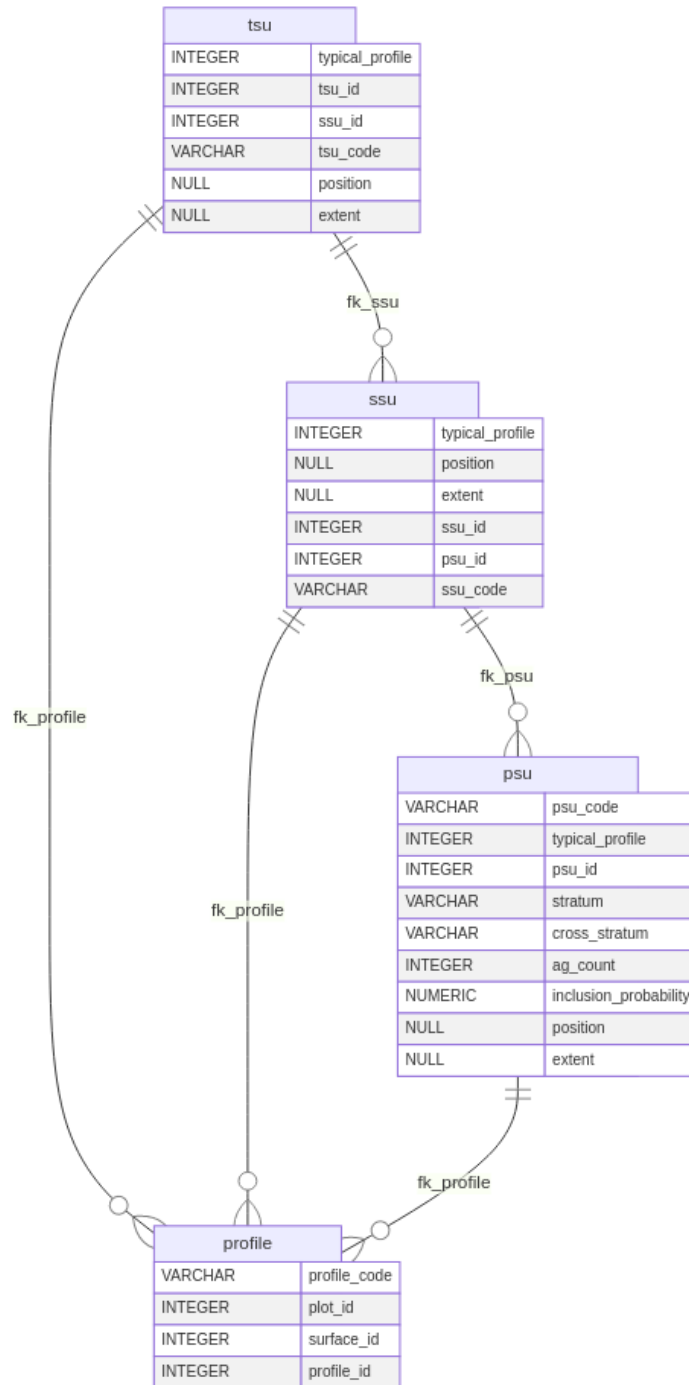 tsu
INTEGER typical_profile
INTEGER tsu_id
INTEGER ssu_id
VARCHAR tsu_code
NULL position
NULL extent
fk_ssu
ssu
INTEGER typical_profile
NULL position
NULL extent
INTEGER ssu_id
INTEGER psu_id
VARCHAR ssu_code
fk_psu
fk_profile
psu
VARCHAR psu_code
INTEGER typical_profile
INTEGER psu_id
VARCHAR stratum
VARCHAR cross_stratum
INTEGER ag_count
NUMERIC inclusion_probability
NULL position
NULL extent
fk_profile
fk_profile
profile
VARCHAR profile_code
INTEGER plot_id
INTEGER surface_id
INTEGER profile_id